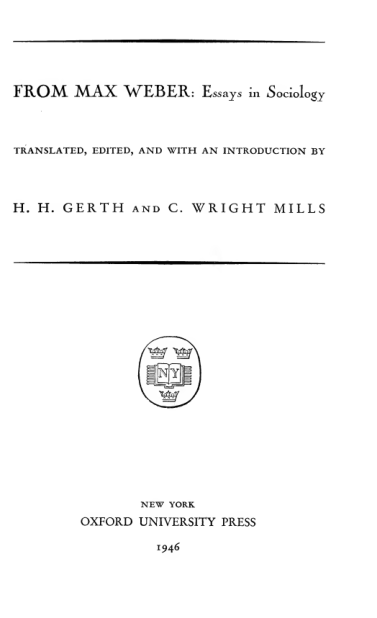 FROM MAX WEBER: Essays in Sociology
TRANSLATED, EDITED, AND WITH AN INTRODUCTION BY
H. H. GERTH AND C. WRIGHT MILLS
NY
NEW YORK
OXFORD UNIVERSITY PRESS
1946